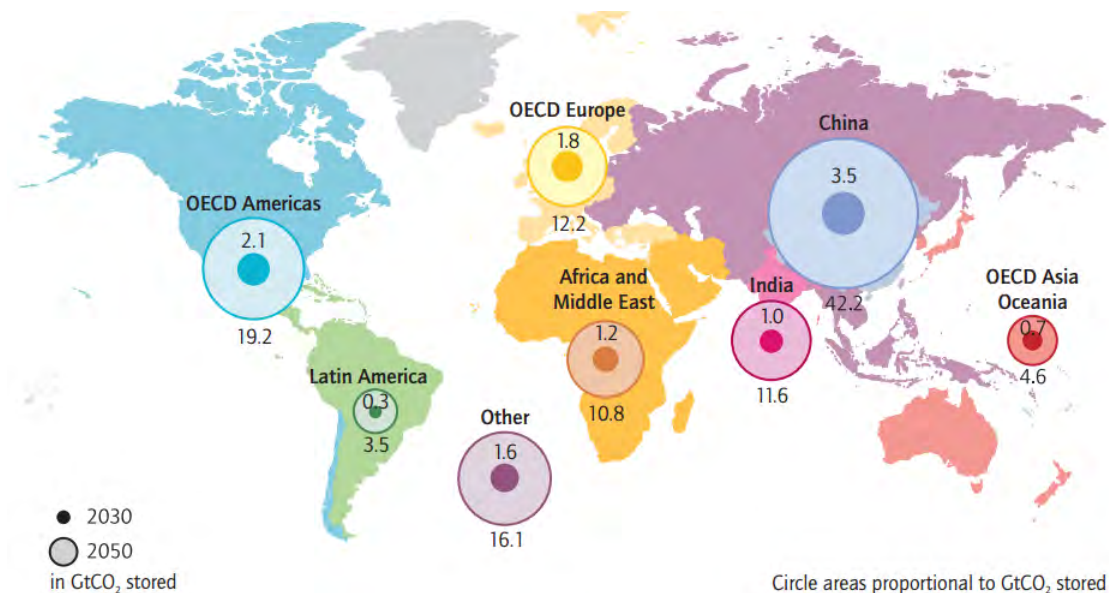 OECD Europe
1.8
12.2
China
3.5
42.2
OECD Americas
2.1
19.2
Africa and
Middle East
1.2
10.8
India
1.0
11.6
OECD Asia
Oceania
0.7
4.6
Latin America
0.3
3.5
Other
1.6
16.1
2030
2050
in GtCO₂ stored
Circle areas proportional to GtCO₂ stored